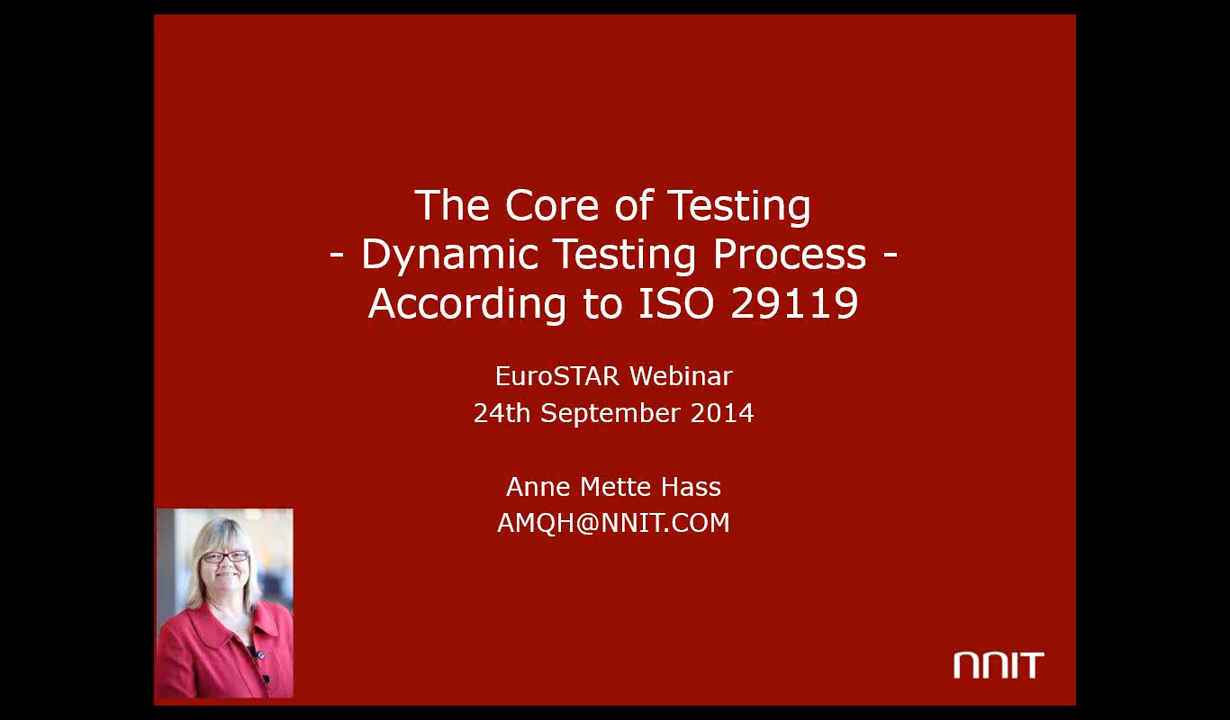 The Core of Testing
- Dynamic Testing Process -
According to ISO 29119
EuroSTAR Webinar
24th September 2014
Anne Mette Hass
AMQH@NNIT.COM
nnit